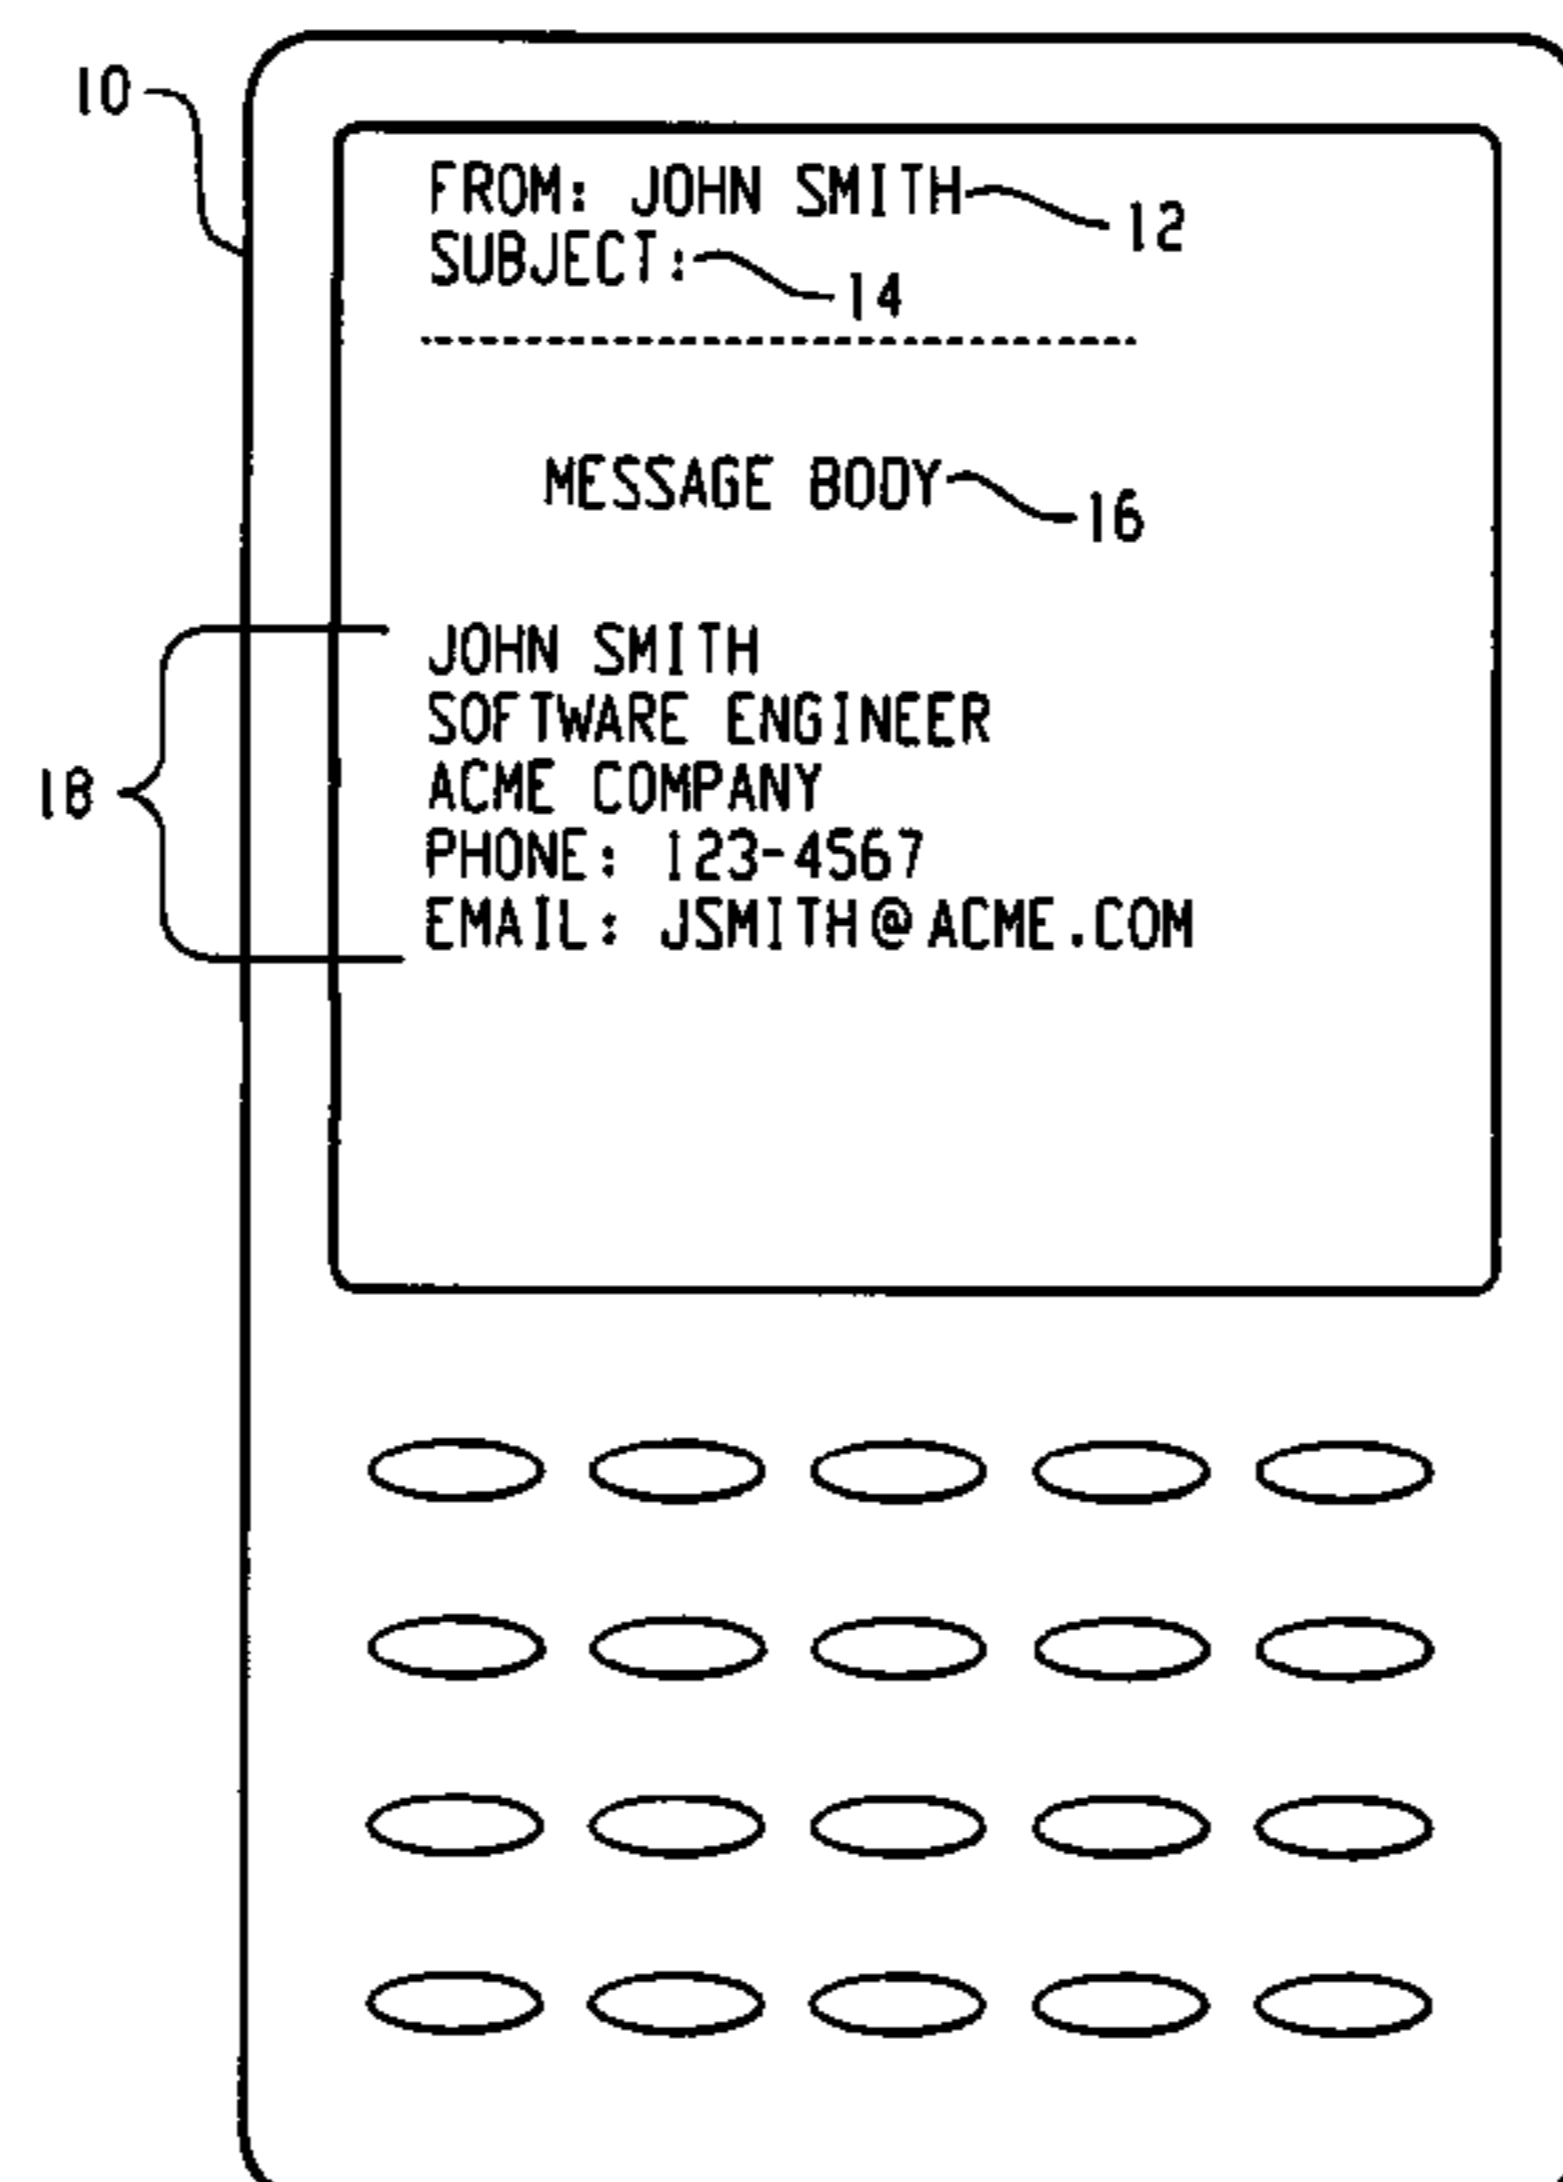 10
FROM: JOHN SMITH 12
SUBJECT: 14
MESSAGE BODY 16
18
JOHN SMITH
SOFTWARE ENGINEER
ACME COMPANY
PHONE: 123-4567
EMAIL: JSMITH@ACME.COM